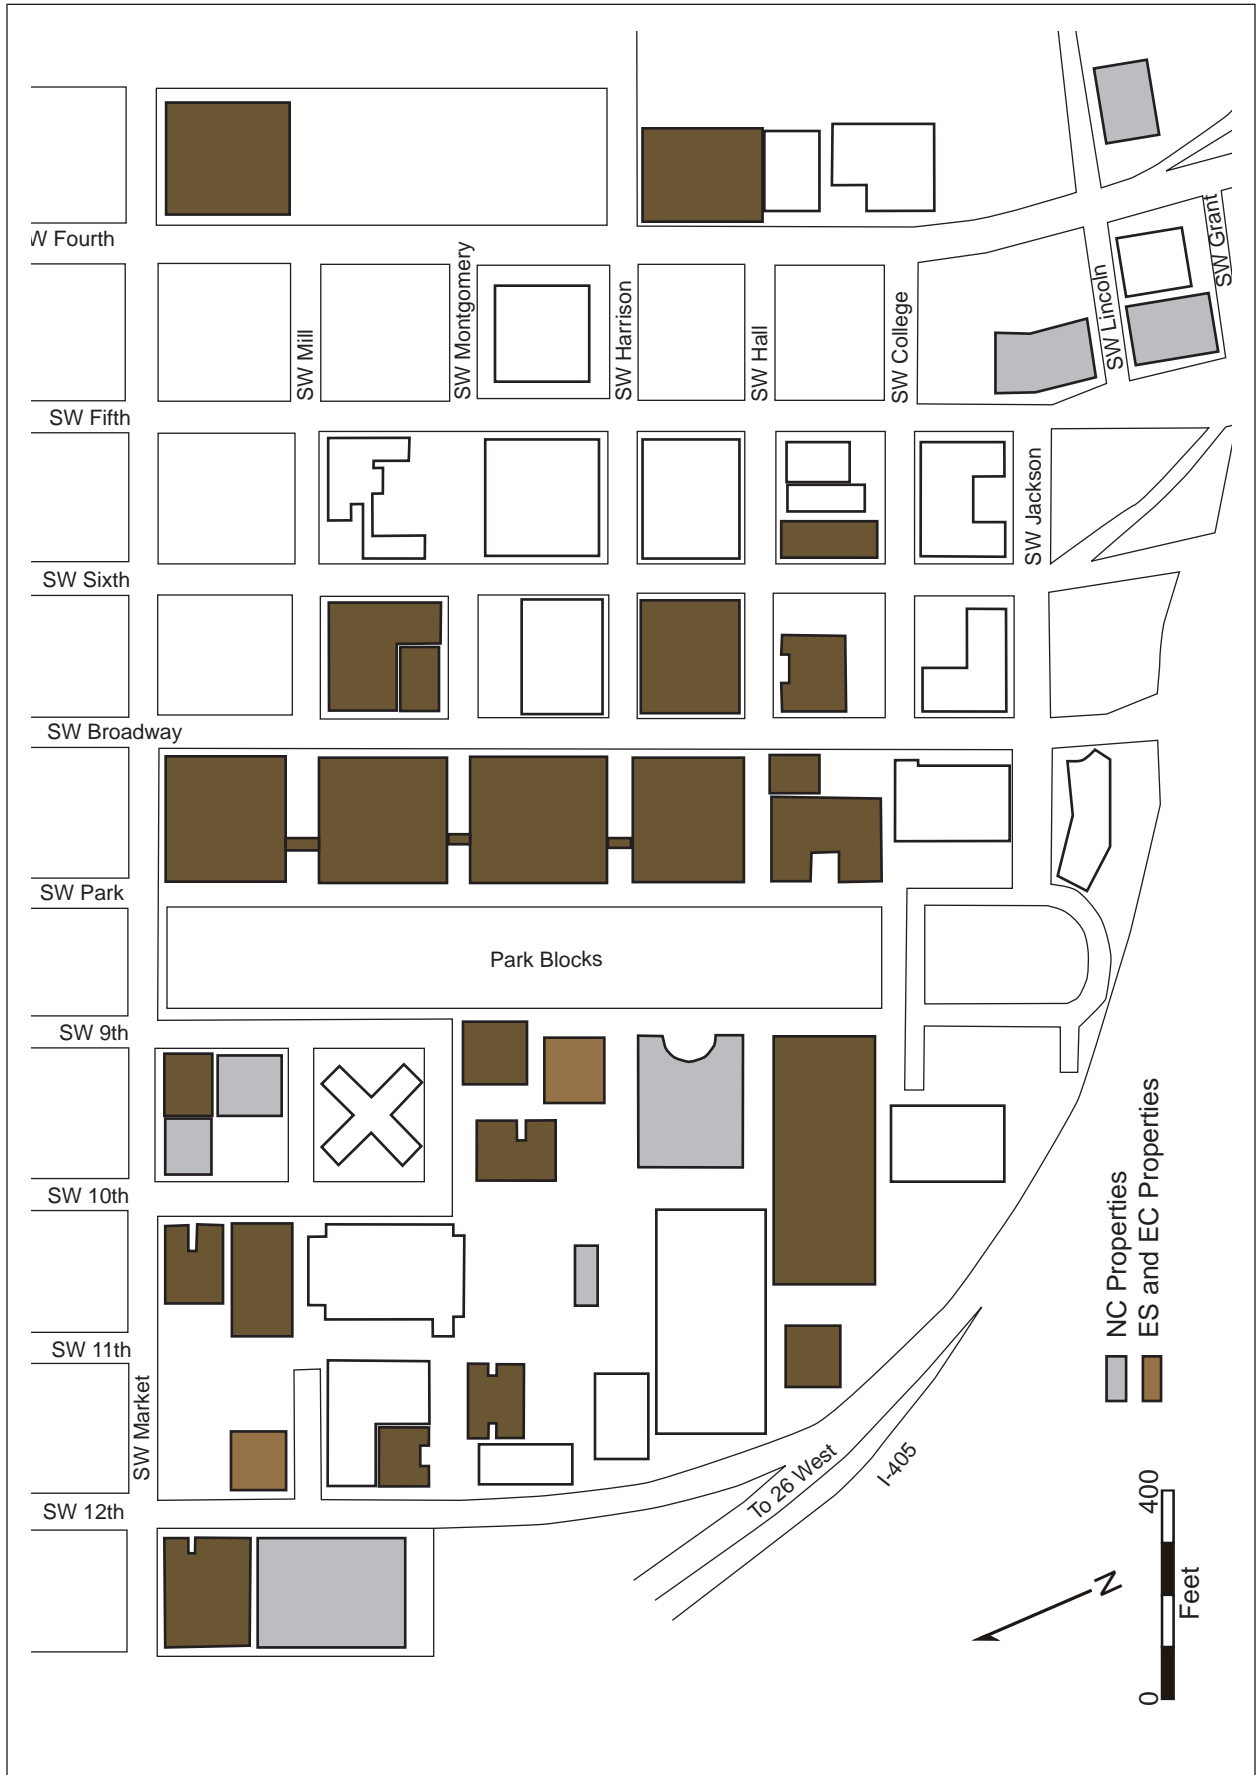 W Fourth
SW Grant
SW Montgomery
SW Mill
SW Harrison
SW Hall
SW College
SW Lincoln
SW Fifth
SW Jackson
SW Sixth
SW Broadway
SW Park
Park Blocks
SW 9th
SW 10th
SW 11th
SW Market
SW 12th
To 26 West
I-405
NC Properties
ES and EC Properties
N
0
400
Feet